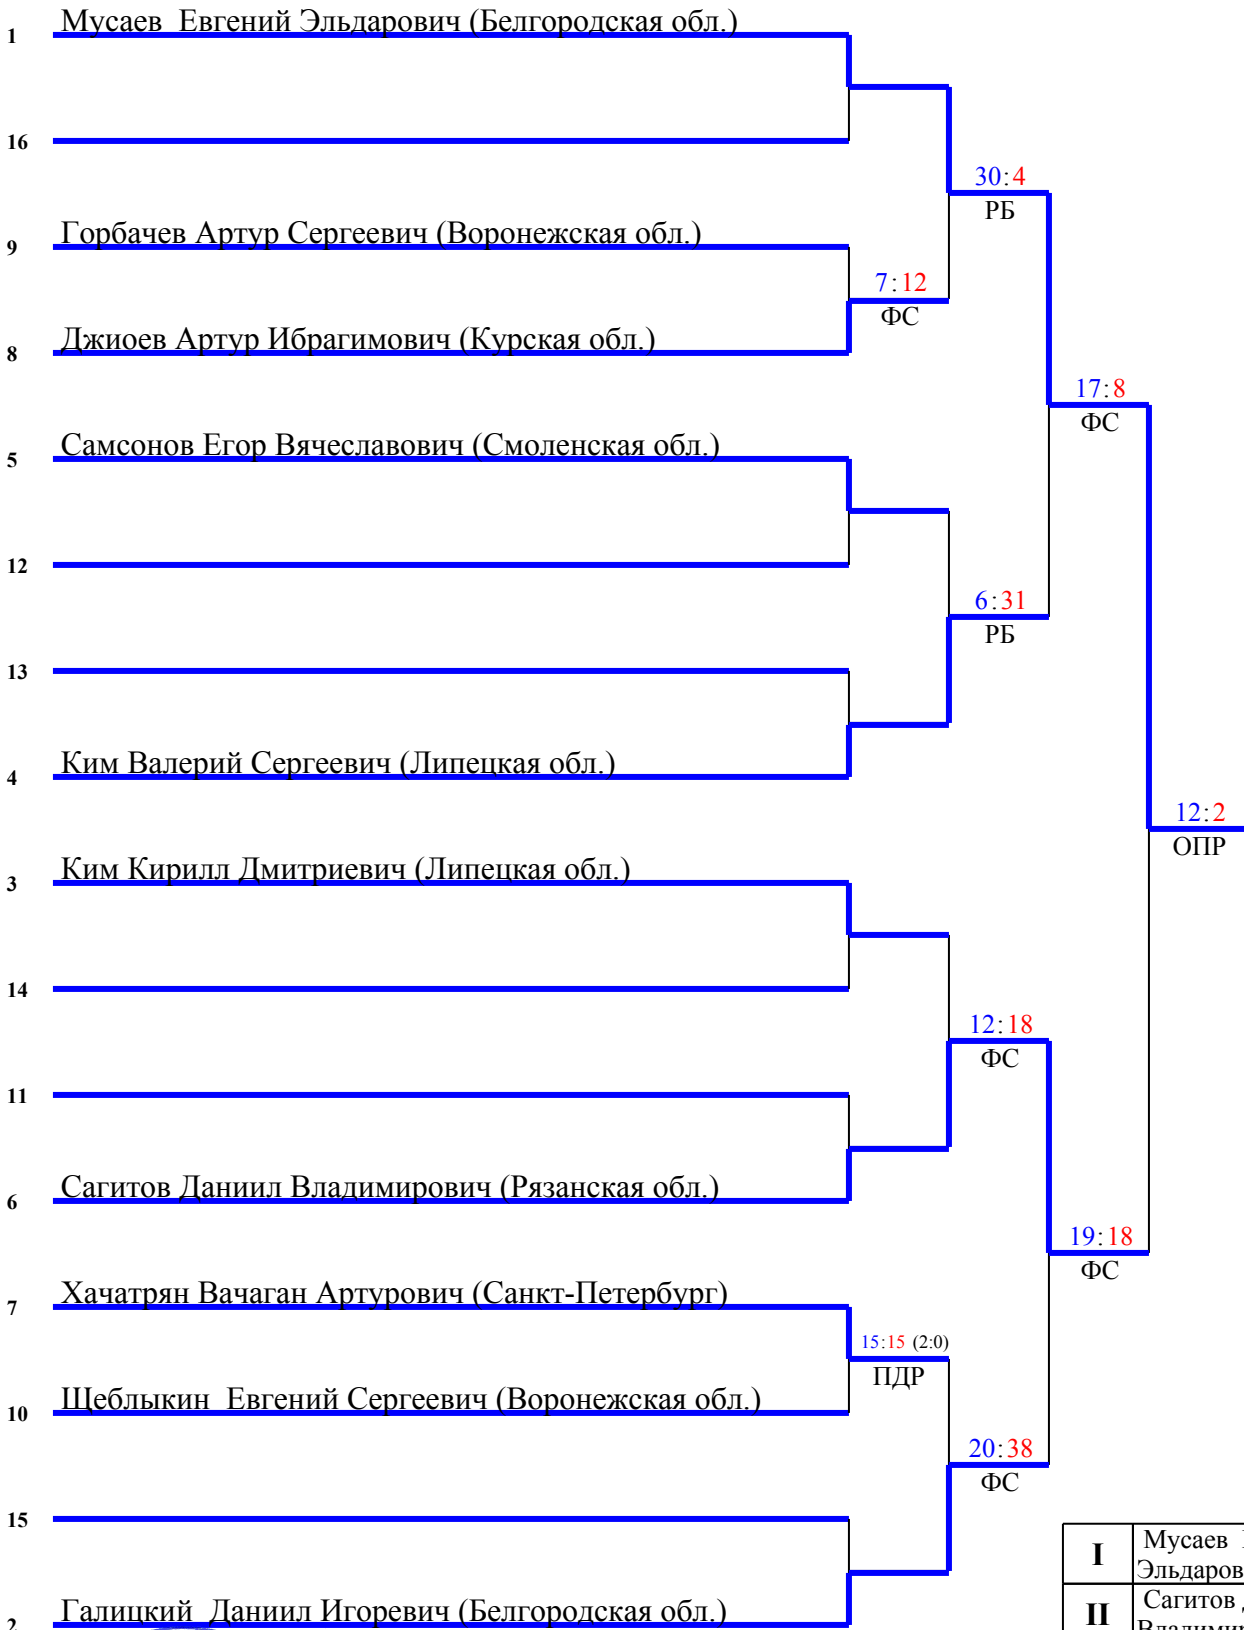 1 Мусаев  Евгений Эльдарович (Белгородская обл.)
16
30:4
РБ
9 Горбачев Артур Сергеевич (Воронежская обл.)
7:12
ФС
8 Джиоев Артур Ибрагимович (Курская обл.)
17:8
ФС
5 Самсонов Егор Вячеславович (Смоленская обл.)
12
6:31
РБ
13
4 Ким Валерий Сергеевич (Липецкая обл.)
12:2
ОПР
3 Ким Кирилл Дмитриевич (Липецкая обл.)
14
12:18
ФС
11
6 Сагитов Даниил Владимирович (Рязанская обл.)
19:18
ФС
7 Хачатрян Вачаган Артурович (Санкт-Петербург)
15:15 (2:0)
ПДР
10 Щеблыкин  Евгений Сергеевич (Воронежская обл.)
20:38
ФС
15
2 Галицкий  Даниил Игоревич (Белгородская обл.)
I Мусаев
Эльдаров
II Сагитов